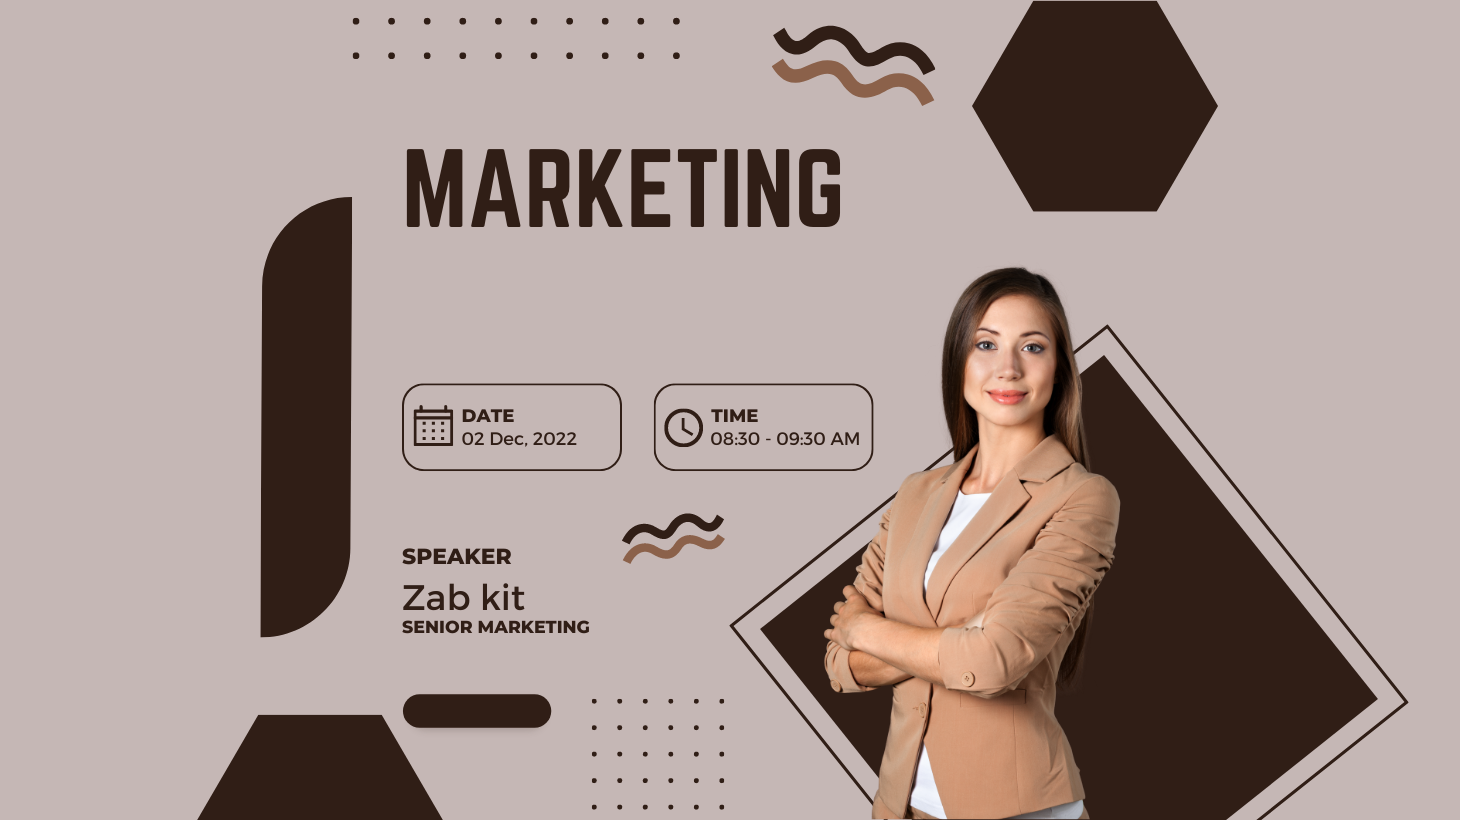 MARKETING
DATE
02 Dec, 2022
TIME
08:30 - 09:30 AM
SPEAKER
Zab kit
SENIOR MARKETING